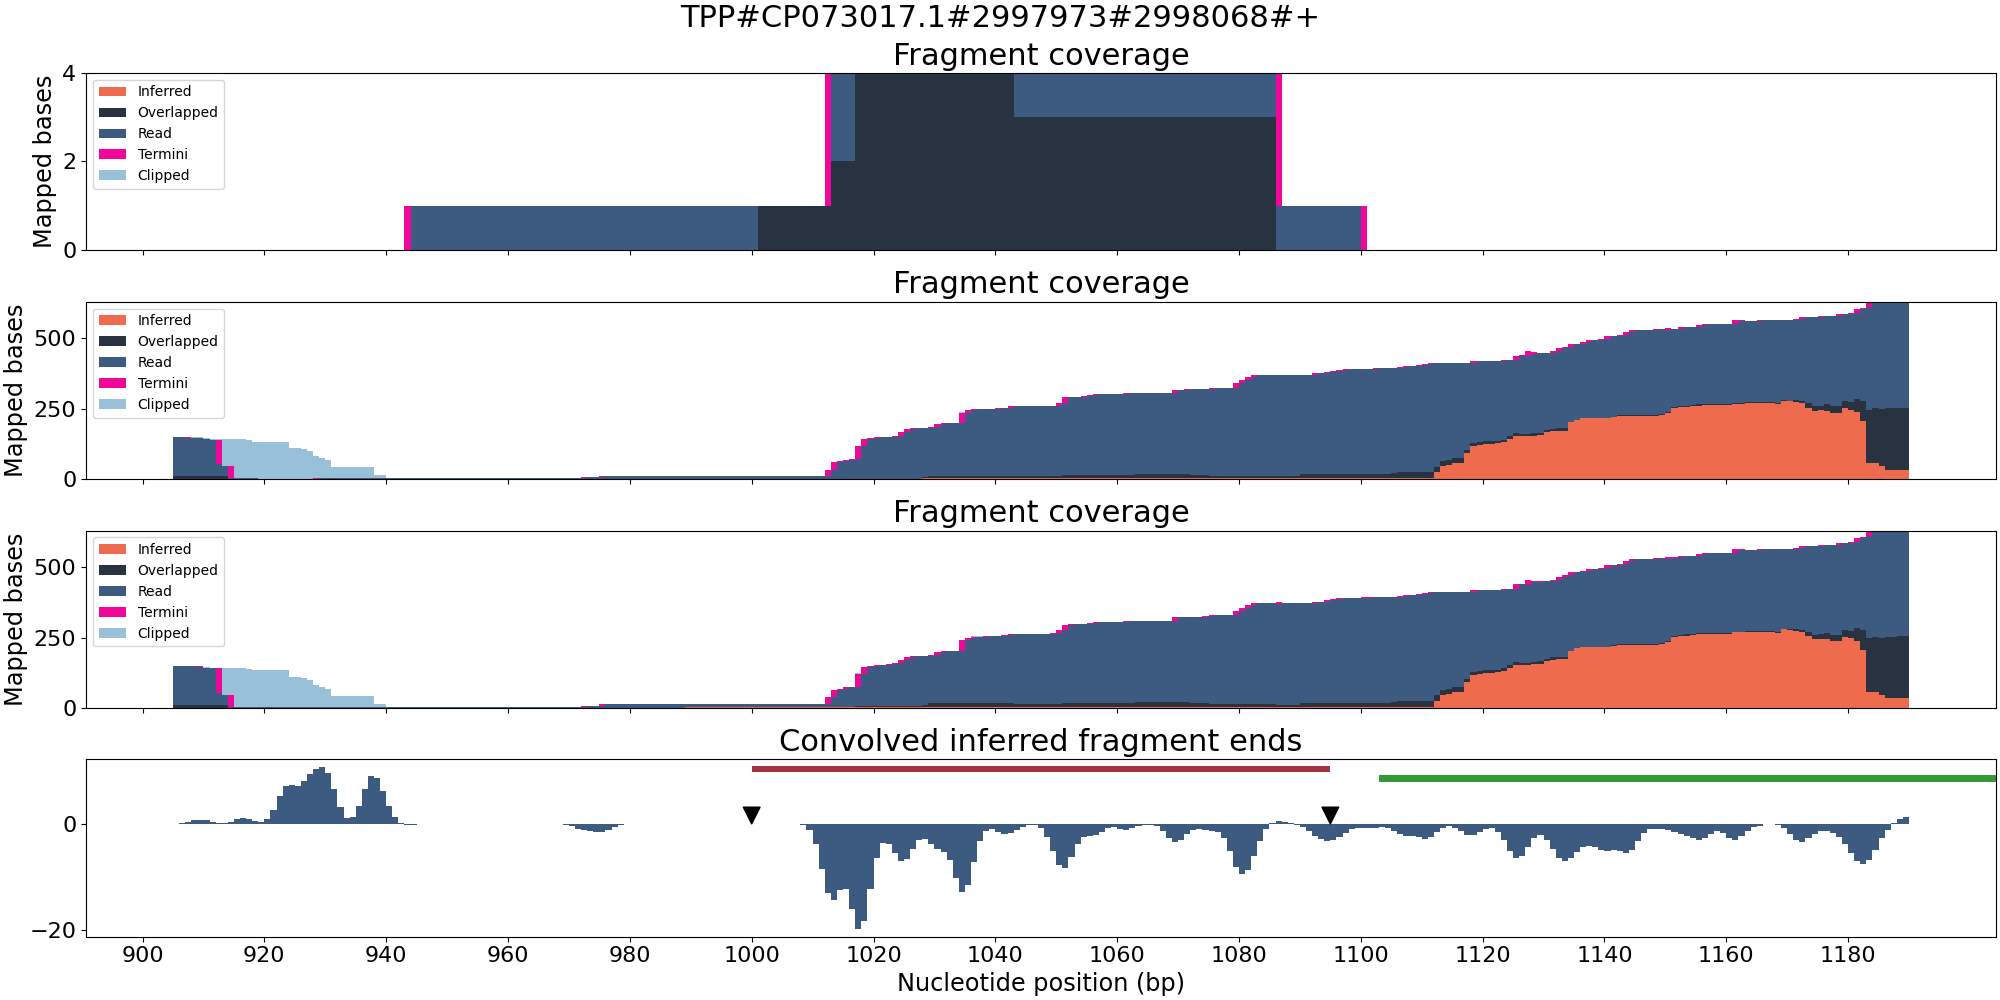 TPP#CP073017.1#2997973#2998068#+
Fragment coverage
Mapped bases
4
2
0
Inferred
Overlapped
Read
Termini
Clipped
Fragment coverage
Mapped bases
500
250
0
Inferred
Overlapped
Read
Termini
Clipped
Fragment coverage
Mapped bases
500
250
0
Inferred
Overlapped
Read
Termini
Clipped
Convolved inferred fragment ends
0
−20
900 920 940 960 980 1000 1020 1040 1060 1080 1100 1120 1140 1160 1180
Nucleotide position (bp)